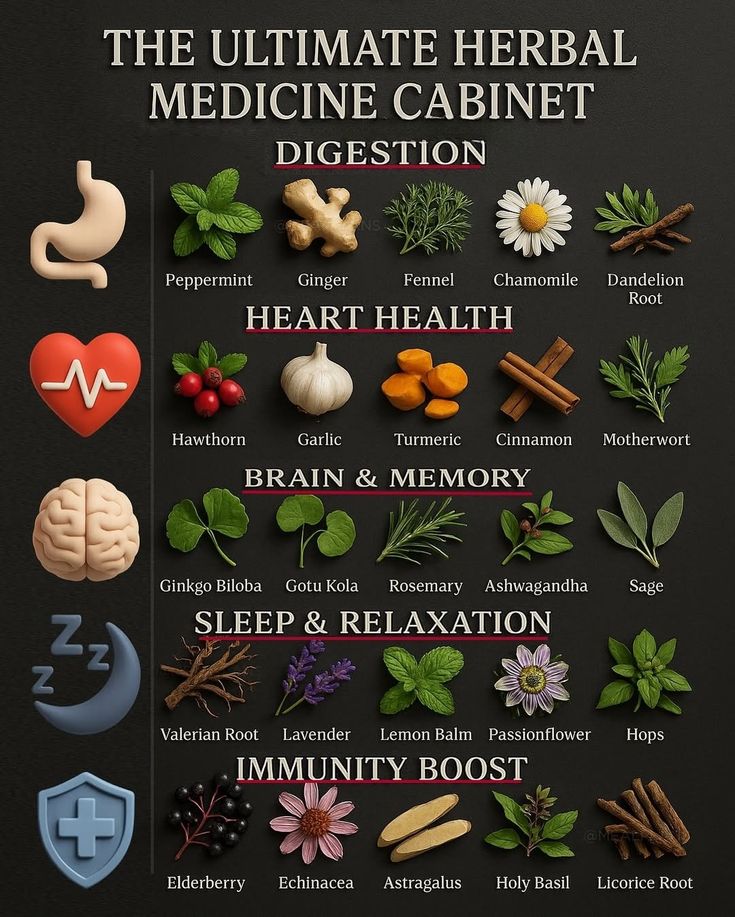 THE ULTIMATE HERBAL
MEDICINE CABINET
DIGESTION
Peppermint
Ginger
Fennel
Chamomile
Dandelion
Root
HEART HEALTH
Hawthorn
Garlic
Turmeric
Cinnamon
Motherwort
BRAIN & MEMORY
Ginkgo Biloba
Gotu Kola
Rosemary
Ashwagandha
Sage
SLEEP & RELAXATION
Z
Z
Z
Valerian Root
Lavender
Lemon Balm
Passionflower
Hops
IMMUNITY BOOST
Elderberry
Echinacea
Astragalus
Holy Basil
Licorice Root